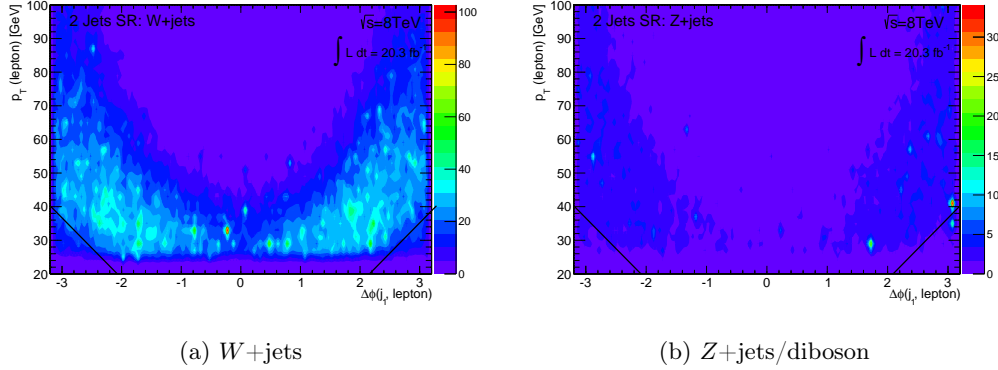 2 Jets SR: W+jets
√s=8TeV
∫ L dt = 20.3 fb⁻¹
p_T (lepton) [GeV]
100
90
80
70
60
50
40
30
20
-3 -2 -1 0 1 2 3
Δϕ(j₁, lepton)
100
80
60
40
20
0
2 Jets SR: Z+jets
√s=8TeV
∫ L dt = 20.3 fb⁻¹
p_T (lepton) [GeV]
100
90
80
70
60
50
40
30
20
-3 -2 -1 0 1 2 3
Δϕ(j₁, lepton)
30
25
20
15
10
5
0
(a) W+jets
(b) Z+jets/diboson